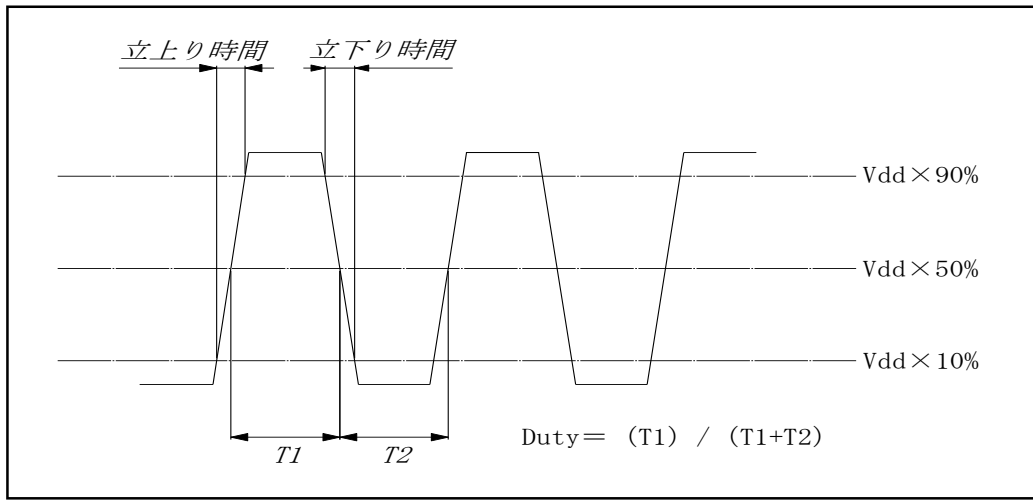 立上り時間 立下り時間
Vdd×90%
Vdd×50%
Vdd×10%
T1 T2
Duty＝ (T1) / (T1+T2)